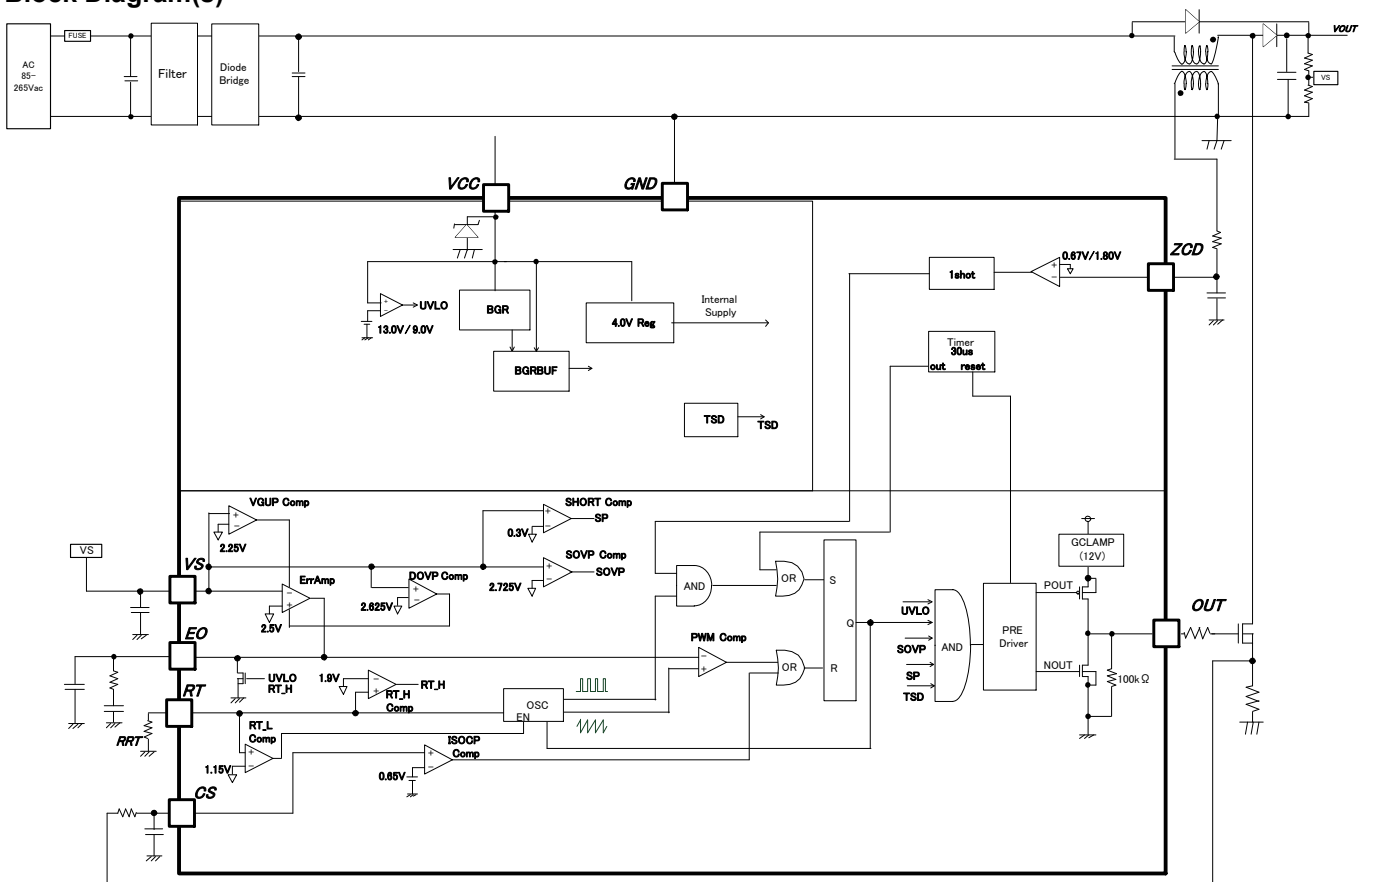 Block Diagram(s)
FUSE
AC
85-
265Vac
Filter
Diode
Bridge
VOUT
VS
VCC
GND
ZCD
0.67V/1.80V
1shot
UVLO
13.0V/9.0V
BGR
BGRBUF
4.0V Reg
Internal
Supply
Timer
30us
out reset
TSD
TSD
VGUP Comp
2.25V
SHORT Comp
SP
0.3V
SOVP Comp
SOVP
2.725V
VS
VS
ErrAmp
2.5V
DOVP Comp
2.625V
AND
OR
S
Q
R
GCLAMP
(12V)
UVLO
SOVP
SP
TSD
AND
PRE
Driver
POUT
NOUT
100kΩ
OUT
EO
UVLO
RT_H
1.9V
RT_H
RT_H
Comp
PWM Comp
OR
RT
RRT
RT_L
Comp
1.15V
OSC
EN
ISOCP
Comp
0.65V
CS